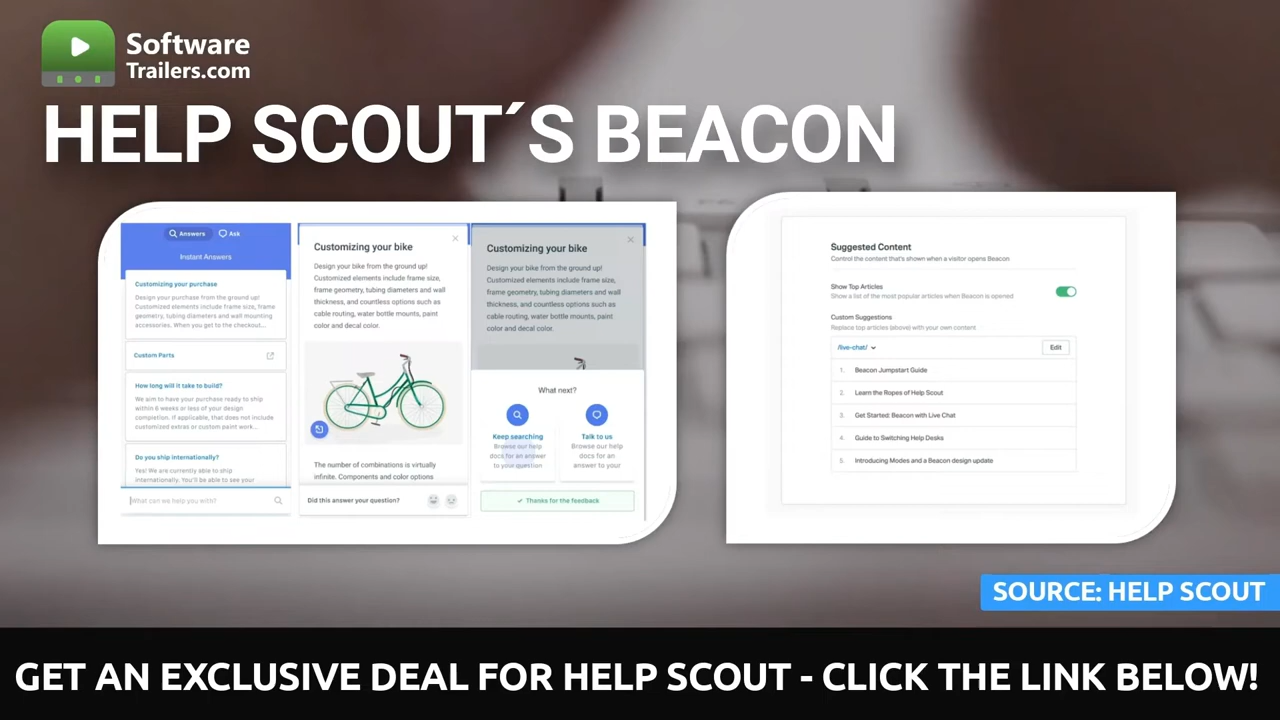 Software
Trailers.com
HELP SCOUT´S BEACON
Answers Ask
Instant Answers
Customizing your purchase
Design your purchase from the ground up!
Customized elements include frame size, frame
geometry, tubing diameters and wall mounting
accessories. When you get to the checkout...
Custom Parts
How long will it take to build?
We aim to have your purchase ready to ship
within 6 weeks or less of your design
completion. If applicable, that does not include
customized extras or custom paint work...
Do you ship internationally?
Yes! We are currently able to ship
internationally. You'll be able to see your
What can we help you with?
Customizing your bike
Design your bike from the ground up!
Customized elements include frame size,
frame geometry, tubing diameters and wall
thickness, and countless options such as
cable routing, water bottle mounts, paint
color and decal color.
The number of combinations is virtually
infinite. Components and color options
Did this answer your question?
Customizing your bike
Design your bike from the ground up!
Customized elements include frame size,
frame geometry, tubing diameters and wall
thickness, and countless options such as
cable routing, water bottle mounts, paint
color and decal color.
What next?
Keep searching
Browse our help
docs for an answer
to your question
Talk to us
Browse our help
docs for an
answer to your
Thanks for the feedback
Suggested Content
Control the content that's shown when a visitor opens Beacon
Show Top Articles
Show a list of the most popular articles when Beacon is opened
Custom Suggestions
Replace top articles (above) with your own content
/live-chat/ Edit
1. Beacon Jumpstart Guide
2. Learn the Ropes of Help Scout
3. Get Started: Beacon with Live Chat
4. Guide to Switching Help Desks
5. Introducing Modes and a Beacon design update
SOURCE: HELP SCOUT
GET AN EXCLUSIVE DEAL FOR HELP SCOUT - CLICK THE LINK BELOW!